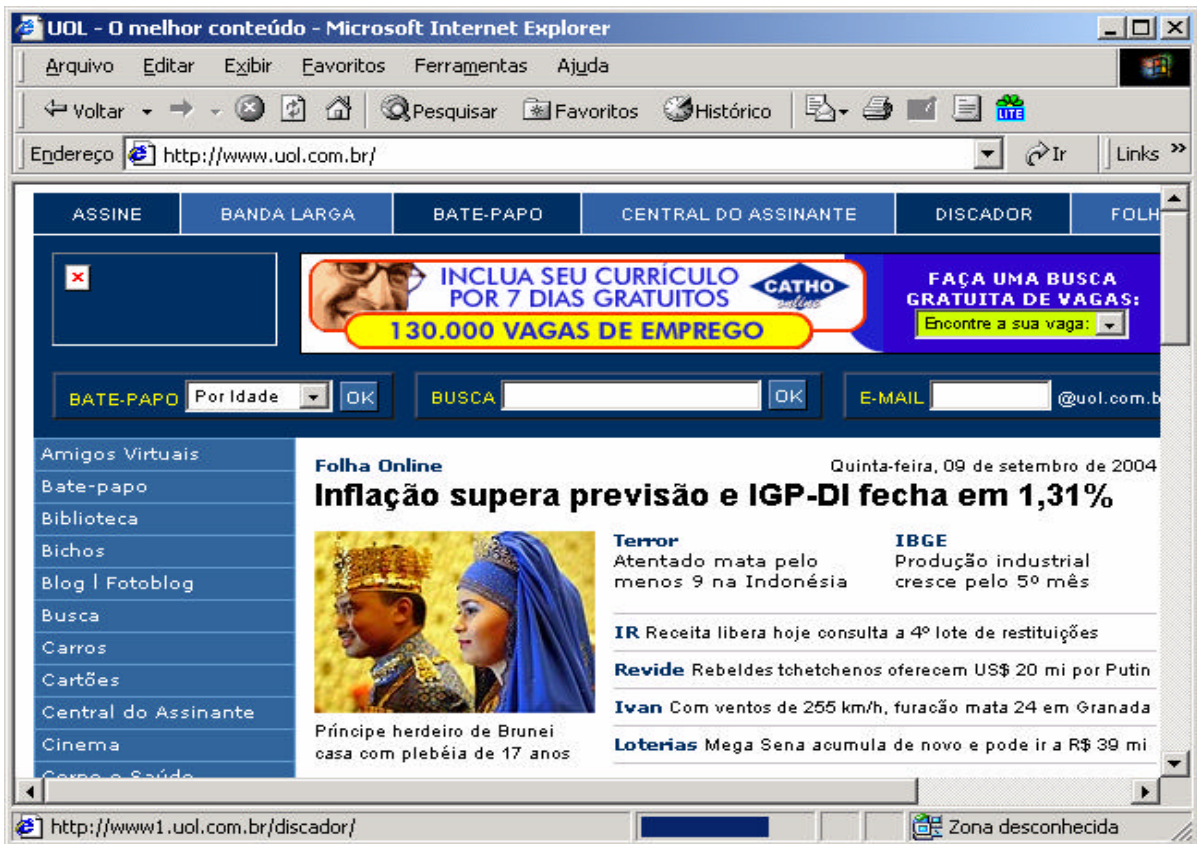 UOL - O melhor conteúdo - Microsoft Internet Explorer
Arquivo Editar Exibir Favoritos Ferramentas Ajuda
Voltar Pesquisar Favoritos Histórico LITE
Endereço http://www.uol.com.br/ Ir Links »
ASSINE BANDA LARGA BATE-PAPO CENTRAL DO ASSINANTE DISCADOR FOLH
INCLUA SEU CURRÍCULO
POR 7 DIAS GRATUITOS
130.000 VAGAS DE EMPREGO
CATHO
online
FAÇA UMA BUSCA
GRATUITA DE VAGAS:
Encontre a sua vaga:
BATE-PAPO Por Idade OK BUSCA OK E-MAIL @uol.com.b
Amigos Virtuais
Bate-papo
Biblioteca
Bichos
Blog | Fotoblog
Busca
Carros
Cartões
Central do Assinante
Cinema
Corpo e Saúde
Folha Online Quinta-feira, 09 de setembro de 2004
Inflação supera previsão e IGP-DI fecha em 1,31%
Príncipe herdeiro de Brunei
casa com plebéia de 17 anos
Terror
Atentado mata pelo
menos 9 na Indonésia
IBGE
Produção industrial
cresce pelo 5º mês
IR Receita libera hoje consulta a 4º lote de restituições
Revide Rebeldes tchetchenos oferecem US$ 20 mi por Putin
Ivan Com ventos de 255 km/h, furacão mata 24 em Granada
Loterias Mega Sena acumula de novo e pode ir a R$ 39 mi
http://www1.uol.com.br/discador/ Zona desconhecida